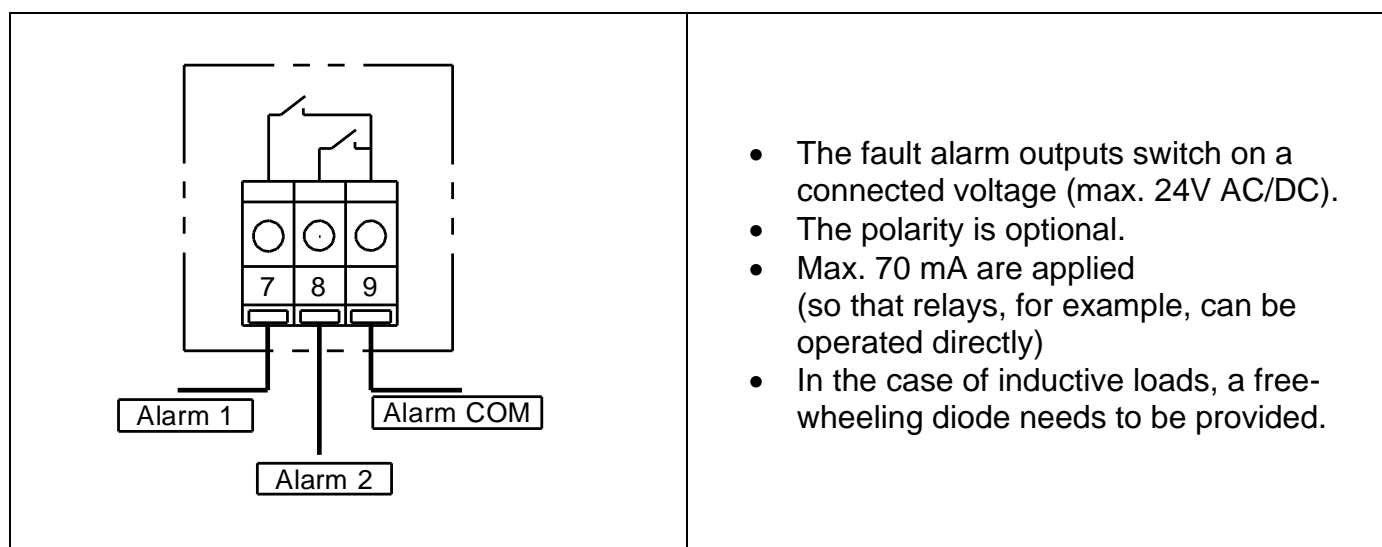 7 8 9
Alarm 1
Alarm COM
Alarm 2
• The fault alarm outputs switch on a
connected voltage (max. 24V AC/DC).
• The polarity is optional.
• Max. 70 mA are applied
(so that relays, for example, can be
operated directly)
• In the case of inductive loads, a free-
wheeling diode needs to be provided.